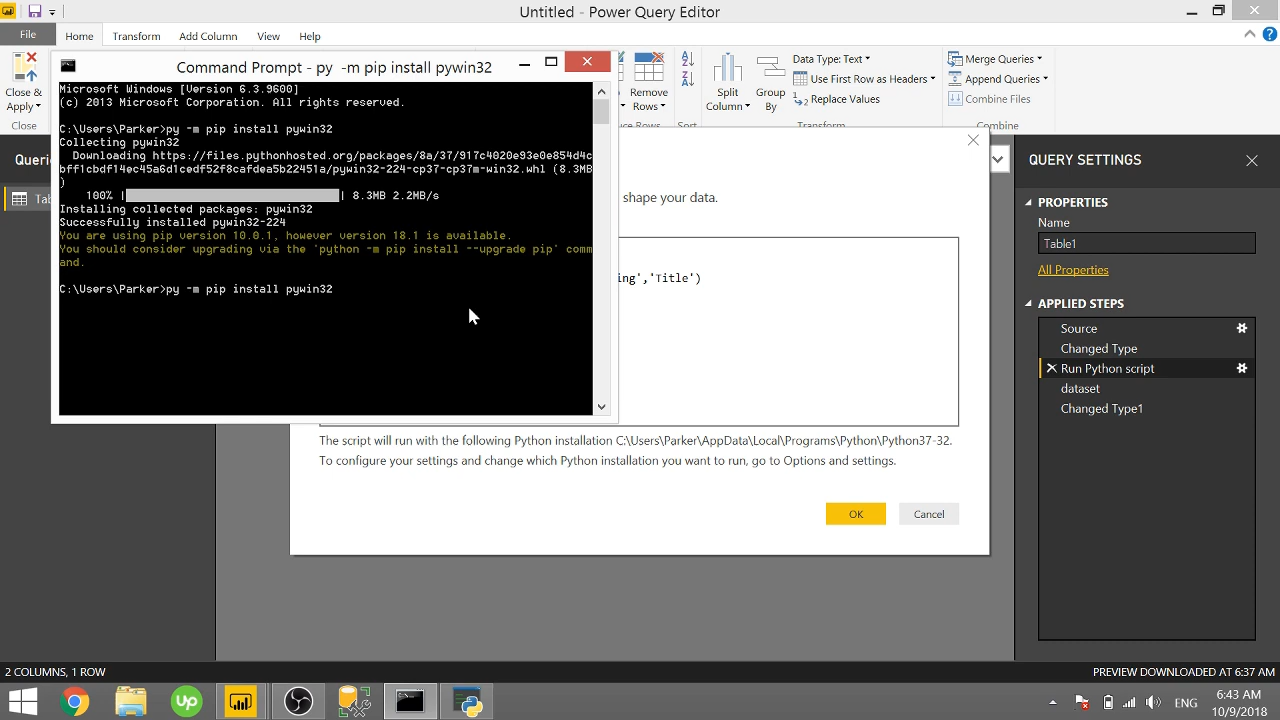 Untitled - Power Query Editor
File
Home
Transform
Add Column
View
Help
Close &
Apply
Close
Remove
Rows
Sort
Split
Column
Group
By
Data Type: Text
Use First Row as Headers
Replace Values
Transform
Merge Queries
Append Queries
Combine Files
Combine
Command Prompt - py -m pip install pywin32
Microsoft Windows [Version 6.3.9600]
(c) 2013 Microsoft Corporation. All rights reserved.
C:\Users\Parker>py -m pip install pywin32
Collecting pywin32
Downloading https://files.pythonhosted.org/packages/8a/37/917c4020e93e0e854d4c
bff1cbdf14ec45a6d1cedf52f8cafdea5b22451a/pywin32-224-cp37-cp37m-win32.whl (8.3MB
)
100% | | 8.3MB 2.2MB/s
Installing collected packages: pywin32
Successfully installed pywin32-224
You are using pip version 10.0.1, however version 18.1 is available.
You should consider upgrading via the 'python -m pip install --upgrade pip' comm
and.
C:\Users\Parker>py -m pip install pywin32
Queri
Tab
shape your data.
ing','Title')
The script will run with the following Python installation C:\Users\Parker\AppData\Local\Programs\Python\Python37-32.
To configure your settings and change which Python installation you want to run, go to Options and settings.
OK
Cancel
QUERY SETTINGS
PROPERTIES
Name
Table1
All Properties
APPLIED STEPS
Source
Changed Type
Run Python script
dataset
Changed Type1
2 COLUMNS, 1 ROW
PREVIEW DOWNLOADED AT 6:37 AM
Up
ENG
6:43 AM
10/9/2018